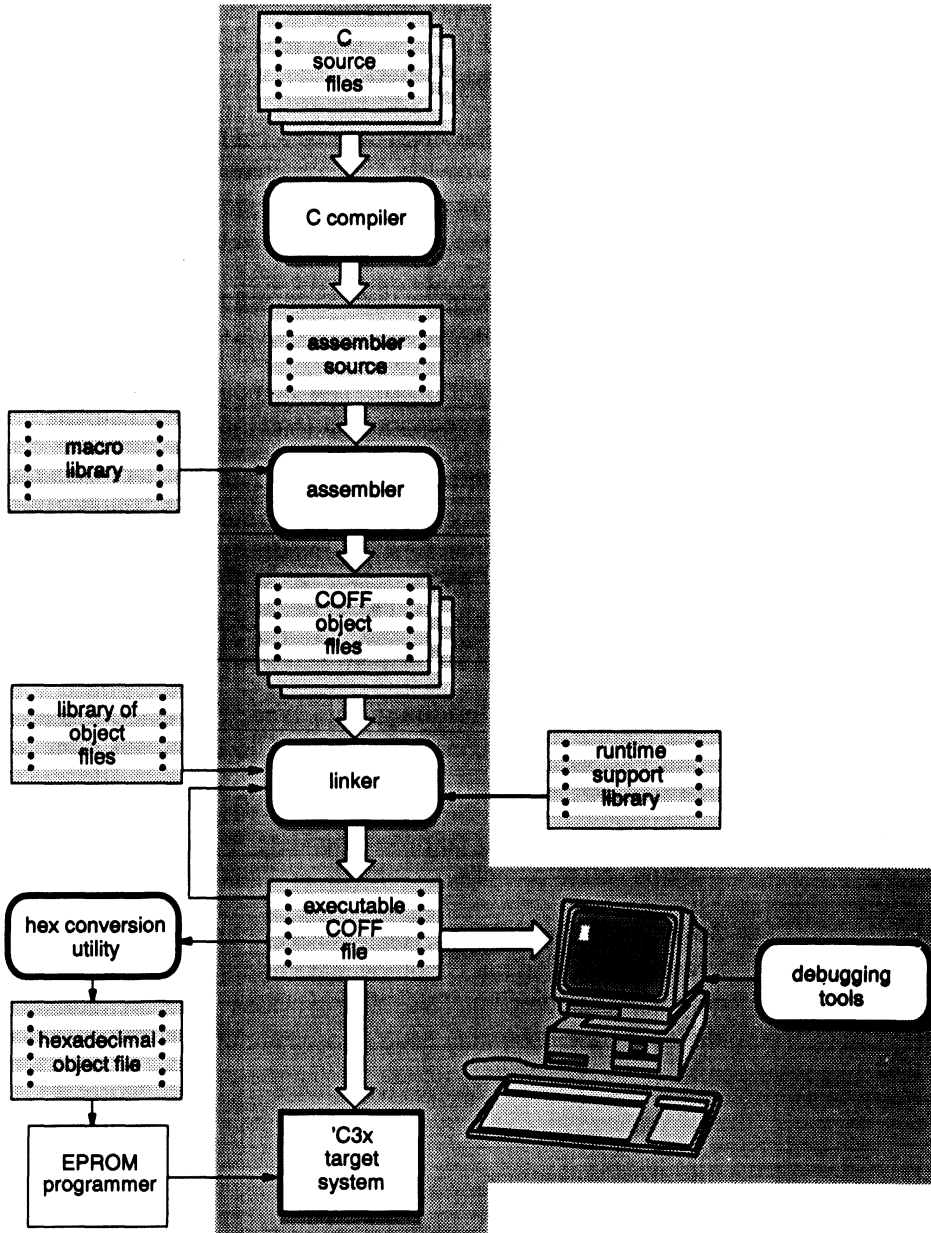 C
source
files
C compiler
assembler
source
macro
library
assembler
COFF
object
files
library of
object
files
linker
runtime
support
library
executable
COFF
file
hex conversion
utility
debugging
tools
hexadecimal
object file
EPROM
programmer
'C3x
target
system